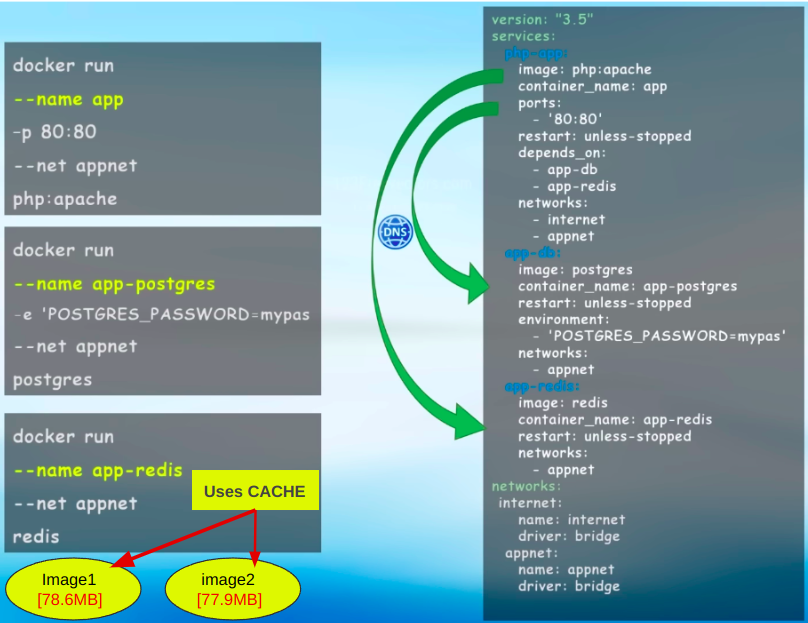 docker run
--name app
-p 80:80
--net appnet
php:apache
docker run
--name app-postgres
-e 'POSTGRES_PASSWORD=mypas
--net appnet
postgres
docker run
--name app-redis
--net appnet
redis
Uses CACHE
Image1
[78.6MB]
image2
[77.9MB]
DNS
version: "3.5"
services:
php-app:
image: php:apache
container_name: app
ports:
- '80:80'
restart: unless-stopped
depends_on:
- app-db
- app-redis
networks:
- internet
- appnet
app-db:
image: postgres
container_name: app-postgres
restart: unless-stopped
environment:
- 'POSTGRES_PASSWORD=mypas'
networks:
- appnet
app-redis:
image: redis
container_name: app-redis
restart: unless-stopped
networks:
- appnet
networks:
internet:
name: internet
driver: bridge
appnet:
name: appnet
driver: bridge